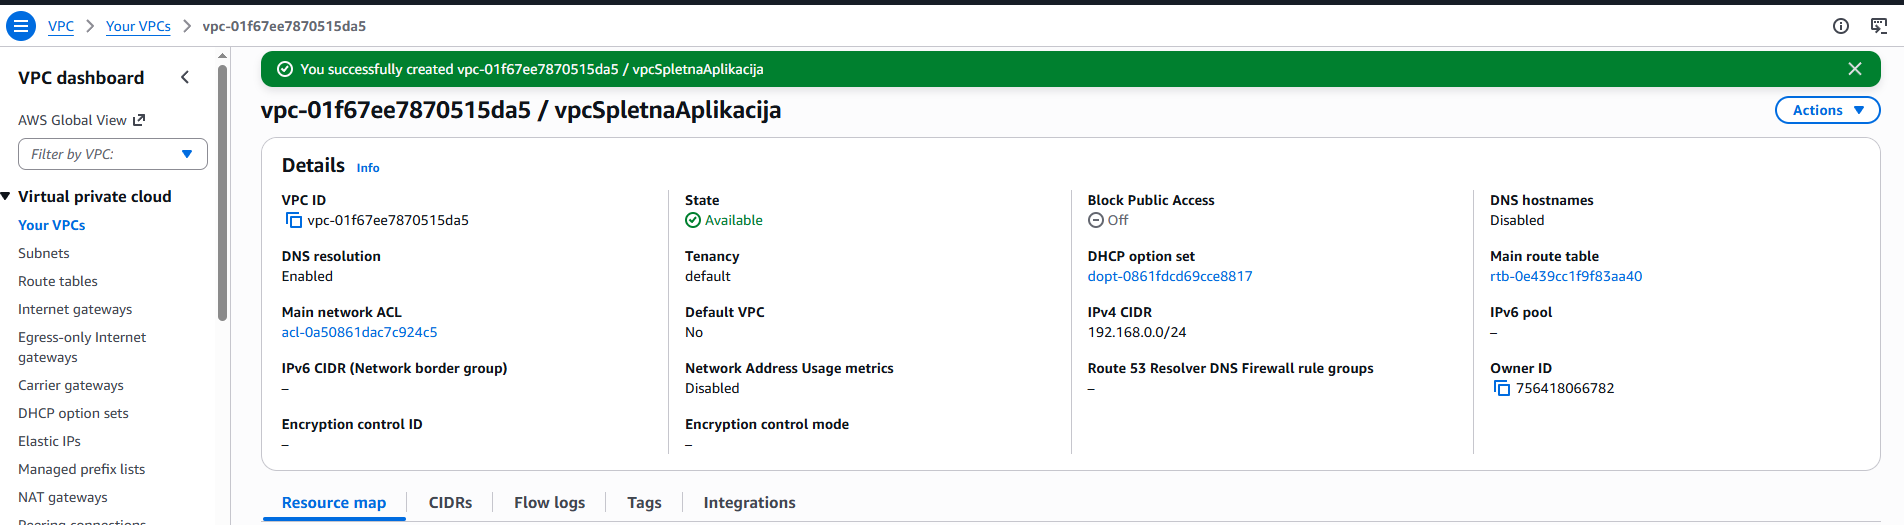 VPC > Your VPCs > vpc-01f67ee7870515da5
VPC dashboard
AWS Global View
Filter by VPC:
Virtual private cloud
Your VPCs
Subnets
Route tables
Internet gateways
Egress-only Internet
gateways
Carrier gateways
DHCP option sets
Elastic IPs
Managed prefix lists
NAT gateways
Peering connections
You successfully created vpc-01f67ee7870515da5 / vpcSpletnaAplikacija
vpc-01f67ee7870515da5 / vpcSpletnaAplikacija
Actions
Details Info
VPC ID
vpc-01f67ee7870515da5
State
Available
Block Public Access
Off
DNS hostnames
Disabled
DNS resolution
Enabled
Tenancy
default
DHCP option set
dopt-0861fdcd69cce8817
Main route table
rtb-0e439cc1f9f83aa40
Main network ACL
acl-0a50861dac7c924c5
Default VPC
No
IPv4 CIDR
192.168.0.0/24
IPv6 pool
–
IPv6 CIDR (Network border group)
–
Network Address Usage metrics
Disabled
Route 53 Resolver DNS Firewall rule groups
–
Owner ID
756418066782
Encryption control ID
–
Encryption control mode
–
Resource map
CIDRs
Flow logs
Tags
Integrations